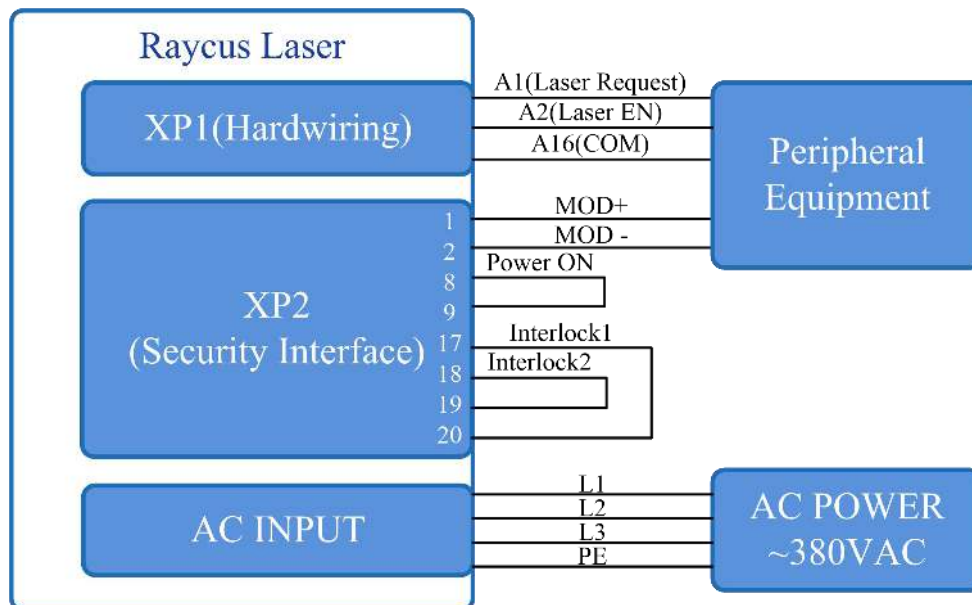 Raycus Laser
XP1(Hardwiring)
A1(Laser Request)
A2(Laser EN)
A16(COM)
Peripheral
Equipment
XP2
(Security Interface)
1
2
8
9
17
18
19
20
MOD+
MOD -
Power ON
Interlock1
Interlock2
AC INPUT
L1
L2
L3
PE
AC POWER
~380VAC